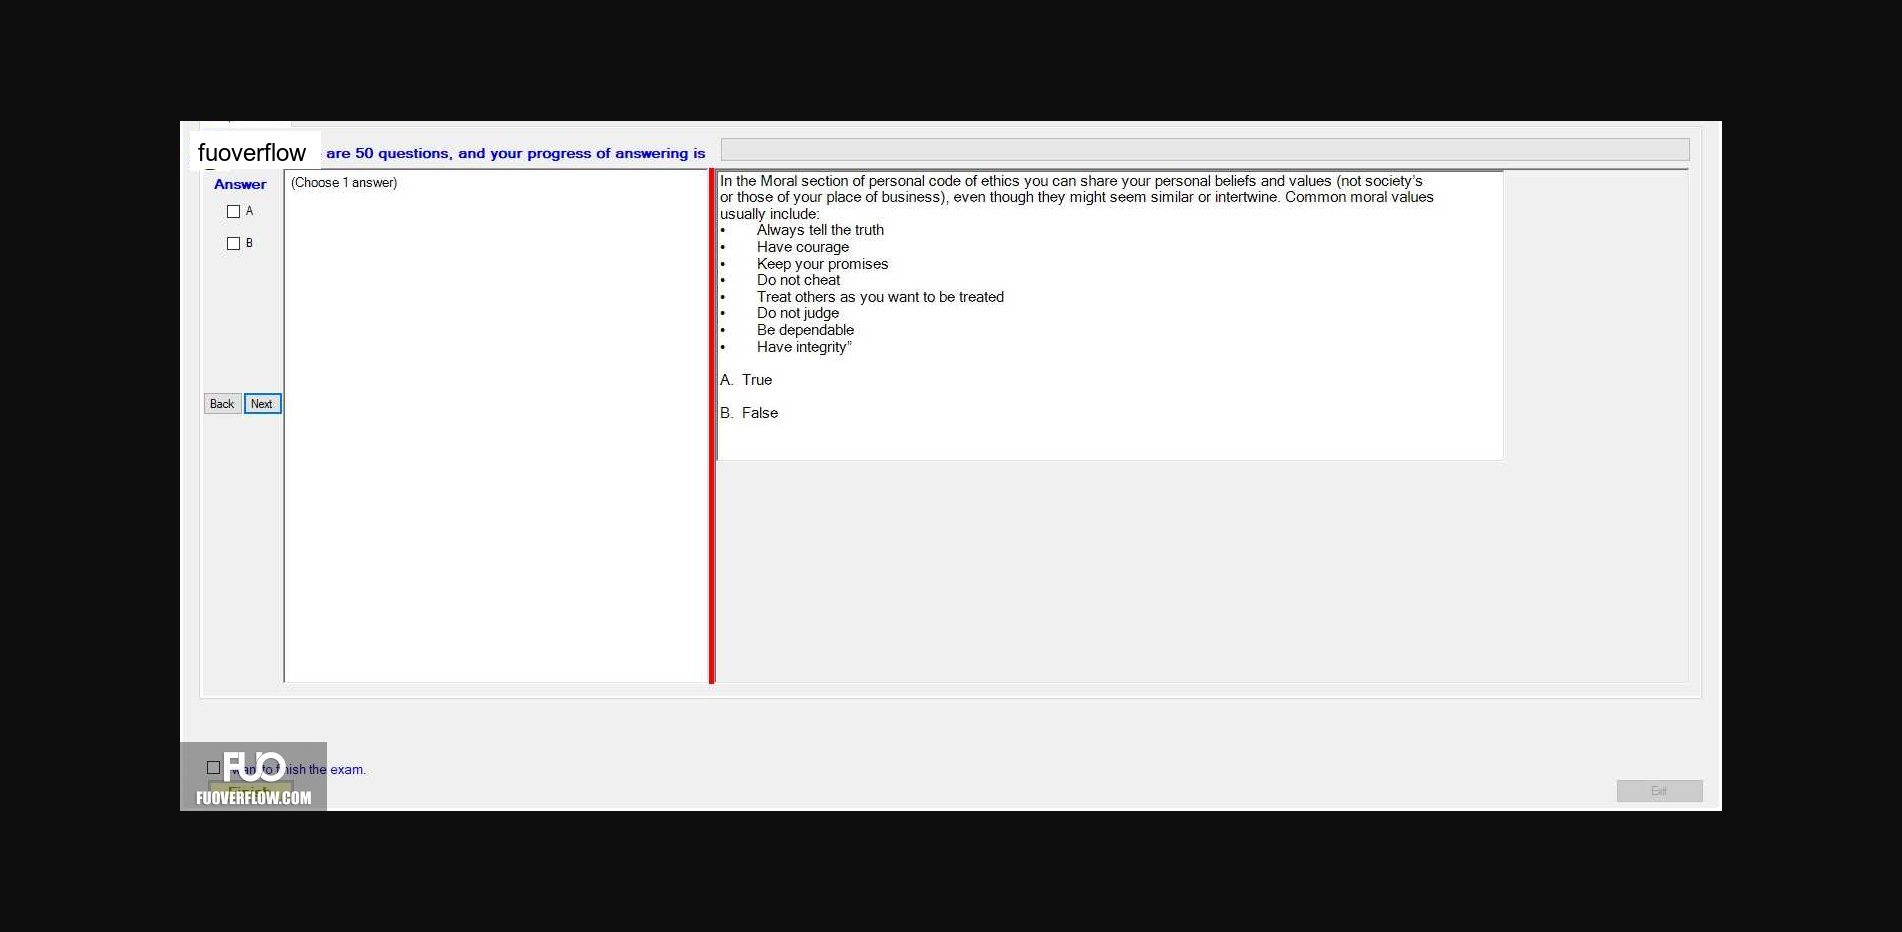 fuoverflow
are 50 questions, and your progress of answering is
Answer
A
B
Back
Next
(Choose 1 answer)
In the Moral section of personal code of ethics you can share your personal beliefs and values (not society's
or those of your place of business), even though they might seem similar or intertwine. Common moral values
usually include:
• Always tell the truth
• Have courage
• Keep your promises
• Do not cheat
• Treat others as you want to be treated
• Do not judge
• Be dependable
• Have integrity”
A. True
B. False
FUO
want to finish the exam.
Finish
FUOVERFLOW.COM
Exit